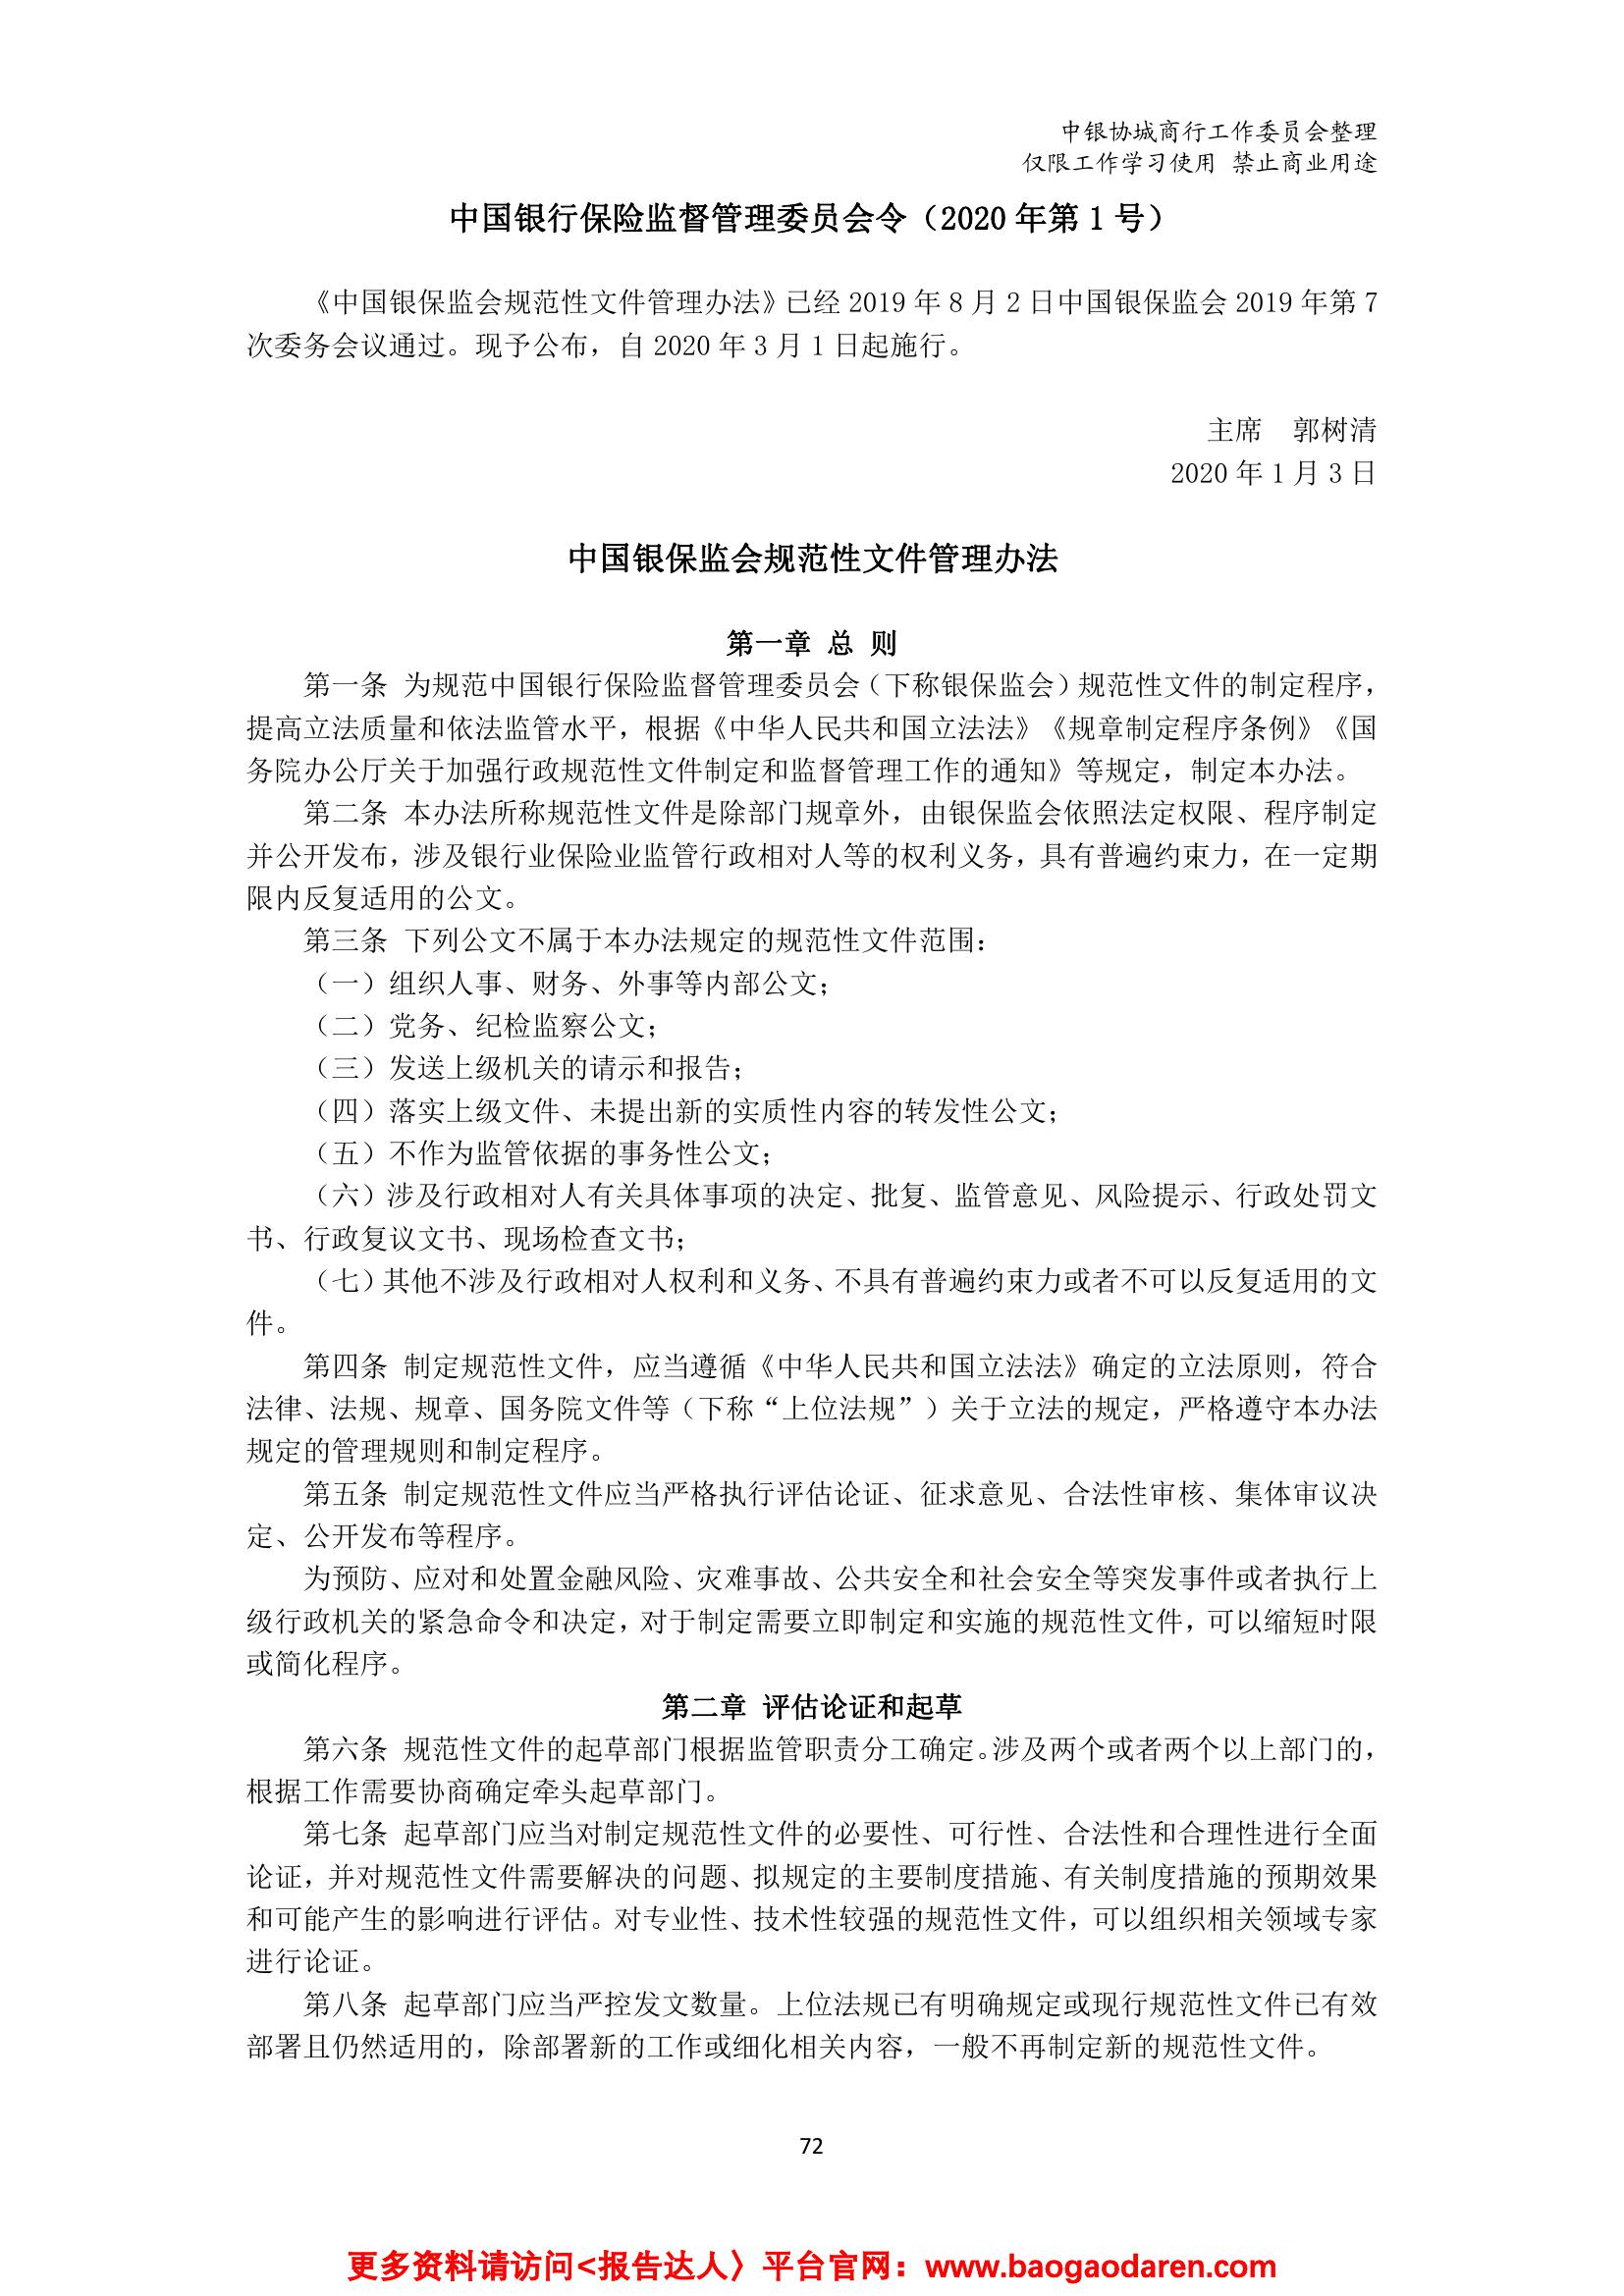 中银协城商行工作委员会整理
仅限工作学习使用 禁止商业用途
中国银行保险监督管理委员会令（2020 年第 1 号）
《中国银保监会规范性文件管理办法》已经 2019 年 8 月 2 日中国银保监会 2019 年第 7
次委务会议通过。现予公布，自 2020 年 3 月 1 日起施行。
主席　郭树清
2020 年 1 月 3 日
中国银保监会规范性文件管理办法
第一章 总 则
第一条 为规范中国银行保险监督管理委员会（下称银保监会）规范性文件的制定程序，
提高立法质量和依法监管水平，根据《中华人民共和国立法法》《规章制定程序条例》《国
务院办公厅关于加强行政规范性文件制定和监督管理工作的通知》等规定，制定本办法。
第二条 本办法所称规范性文件是除部门规章外，由银保监会依照法定权限、程序制定
并公开发布，涉及银行业保险业监管行政相对人等的权利义务，具有普遍约束力，在一定期
限内反复适用的公文。
第三条 下列公文不属于本办法规定的规范性文件范围：
（一）组织人事、财务、外事等内部公文；
（二）党务、纪检监察公文；
（三）发送上级机关的请示和报告；
（四）落实上级文件、未提出新的实质性内容的转发性公文；
（五）不作为监管依据的事务性公文；
（六）涉及行政相对人有关具体事项的决定、批复、监管意见、风险提示、行政处罚文
书、行政复议文书、现场检查文书；
（七）其他不涉及行政相对人权利和义务、不具有普遍约束力或者不可以反复适用的文
件。
第四条 制定规范性文件，应当遵循《中华人民共和国立法法》确定的立法原则，符合
法律、法规、规章、国务院文件等（下称“上位法规”）关于立法的规定，严格遵守本办法
规定的管理规则和制定程序。
第五条 制定规范性文件应当严格执行评估论证、征求意见、合法性审核、集体审议决
定、公开发布等程序。
为预防、应对和处置金融风险、灾难事故、公共安全和社会安全等突发事件或者执行上
级行政机关的紧急命令和决定，对于制定需要立即制定和实施的规范性文件，可以缩短时限
或简化程序。
第二章 评估论证和起草
第六条 规范性文件的起草部门根据监管职责分工确定。涉及两个或者两个以上部门的，
根据工作需要协商确定牵头起草部门。
第七条 起草部门应当对制定规范性文件的必要性、可行性、合法性和合理性进行全面
论证，并对规范性文件需要解决的问题、拟规定的主要制度措施、有关制度措施的预期效果
和可能产生的影响进行评估。对专业性、技术性较强的规范性文件，可以组织相关领域专家
进行论证。
第八条 起草部门应当严控发文数量。上位法规已有明确规定或现行规范性文件已有效
部署且仍然适用的，除部署新的工作或细化相关内容，一般不再制定新的规范性文件。
72
更多资料请访问<报告达人〉平台官网：www.baogaodaren.com